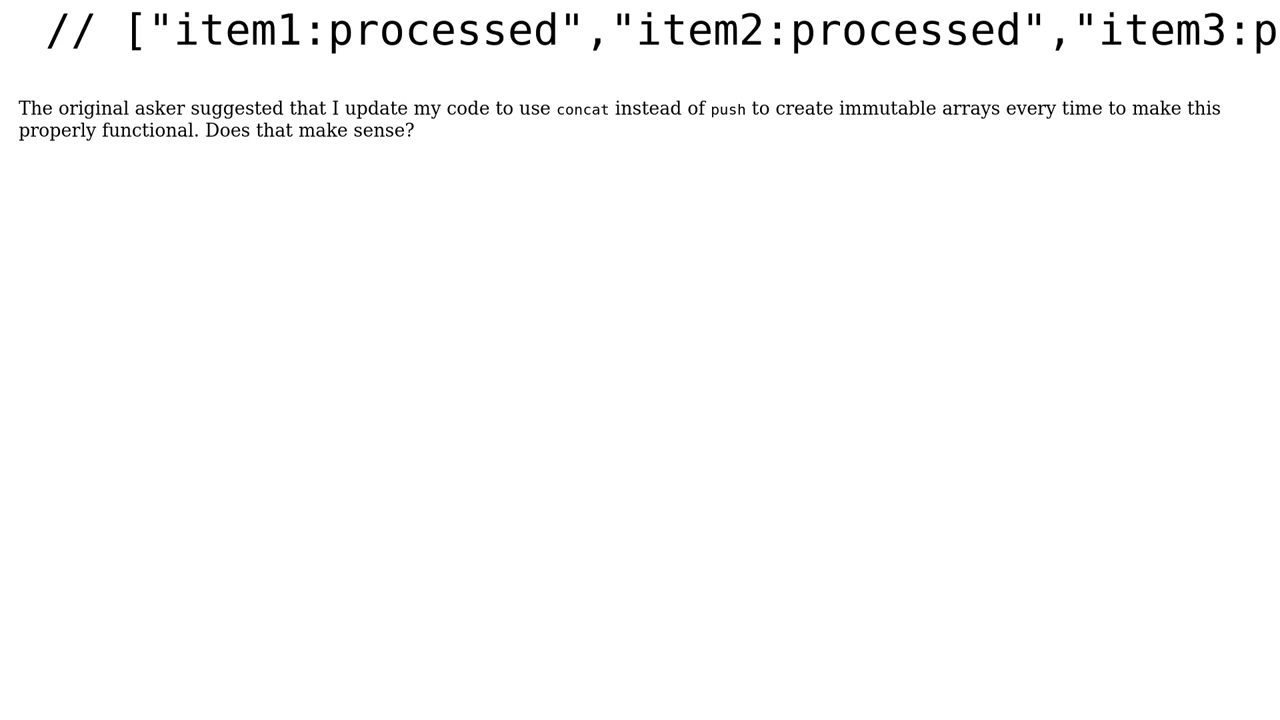 // ["item1:processed","item2:processed","item3:p
The original asker suggested that I update my code to use concat instead of push to create immutable arrays every time to make this
properly functional. Does that make sense?